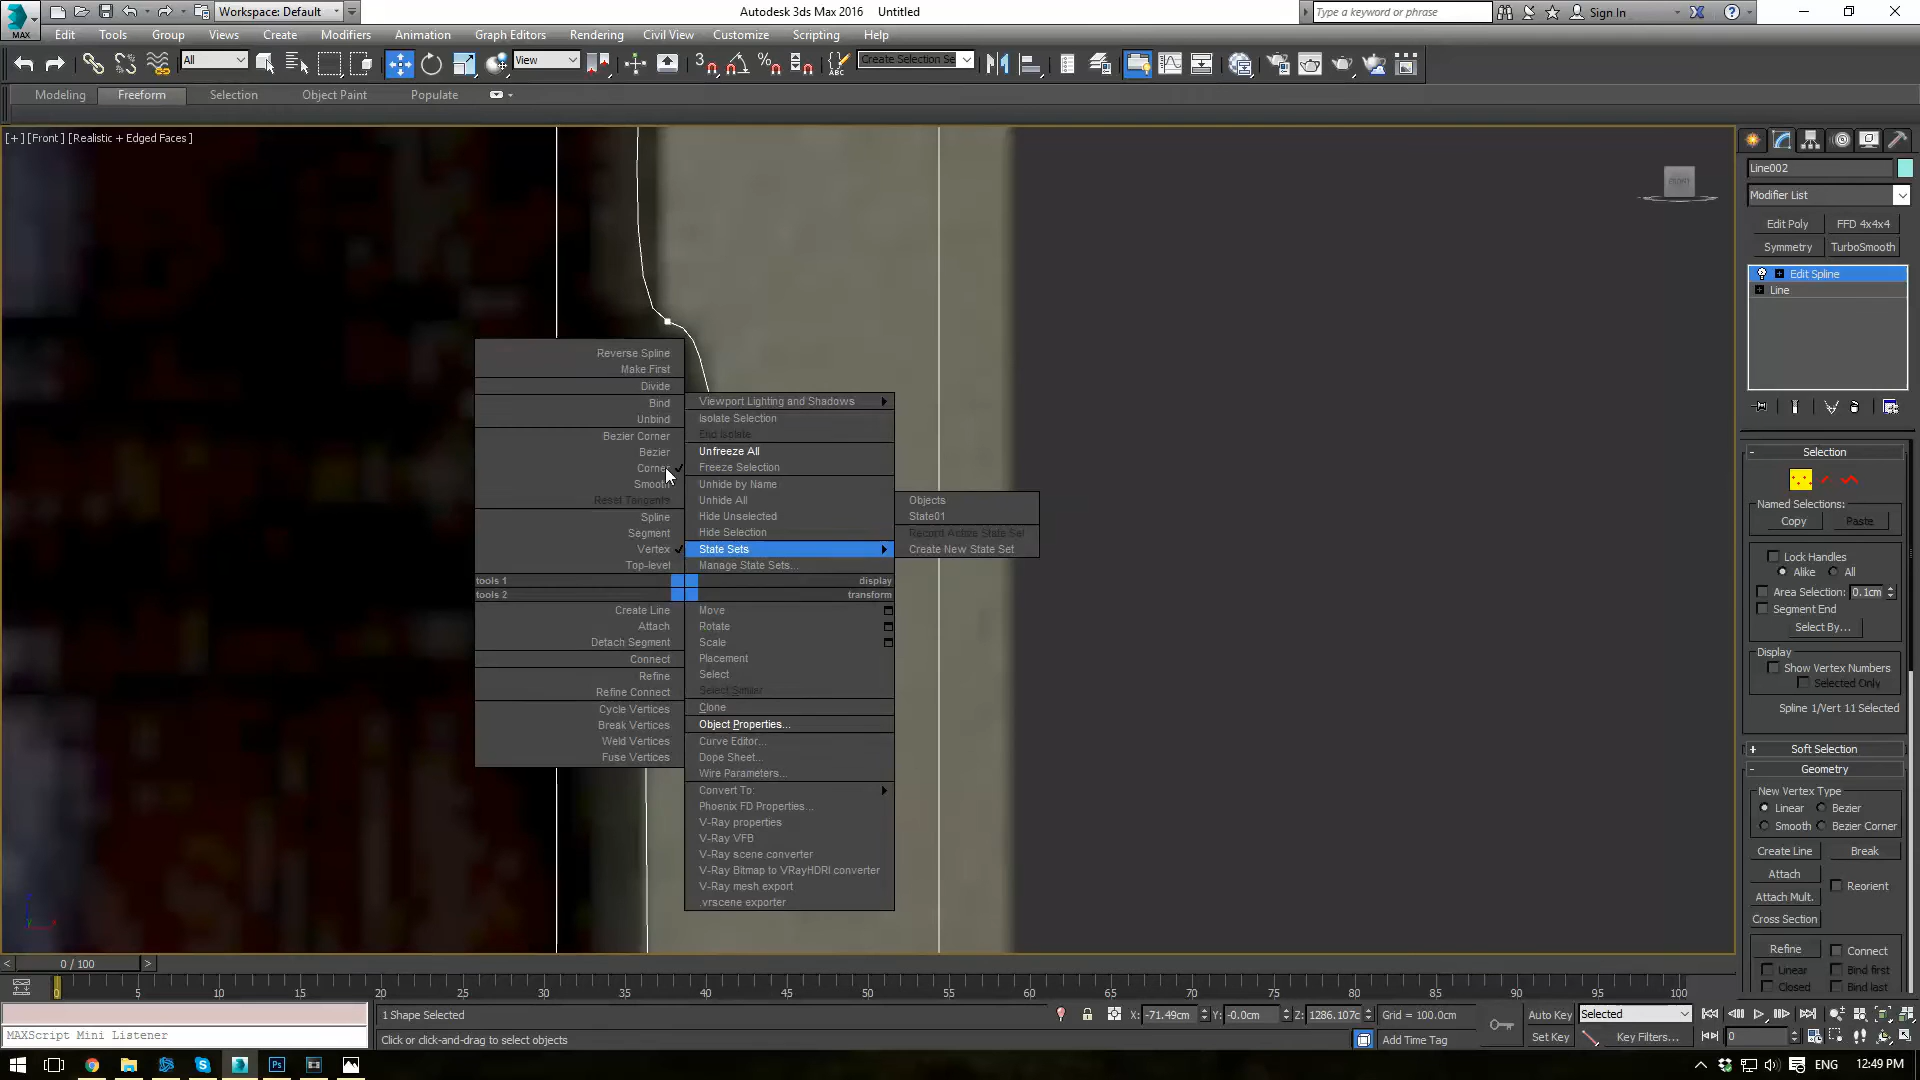 Workspace: Default
Autodesk 3ds Max 2016 Untitled
Type a keyword or phrase
Sign In
MAX
Edit Tools Group Views Create Modifiers Animation Graph Editors Rendering Civil View Customize Scripting Help
All
View
3
ABC
Create Selection Se
Modeling Freeform Selection Object Paint Populate
[+] [Front ] [Realistic + Edged Faces ]
FRONT
Line002
Modifier List
Edit Poly FFD 4x4x4
Symmetry TurboSmooth
Edit Spline
Line
Reverse Spline
Make First
Divide
Bind
Unbind
Bezier Corner
Bezier
Corner
Smooth
Reset Tangents
Spline
Segment
Vertex
Top-level
tools 1
tools 2
Create Line
Attach
Detach Segment
Connect
Refine
Refine Connect
Cycle Vertices
Break Vertices
Weld Vertices
Fuse Vertices
Viewport Lighting and Shadows
Isolate Selection
End Isolate
Unfreeze All
Freeze Selection
Unhide by Name
Unhide All
Hide Unselected
Hide Selection
State Sets
Manage State Sets...
display
transform
Move
Rotate
Scale
Placement
Select
Select Similar
Clone
Object Properties...
Curve Editor...
Dope Sheet...
Wire Parameters...
Convert To:
Phoenix FD Properties...
V-Ray properties
V-Ray VFB
V-Ray scene converter
V-Ray Bitmap to VRayHDRI converter
V-Ray mesh export
.vrscene exporter
Objects
State01
Record Active State Set
Create New State Set
Selection
Named Selections:
Copy Paste
Lock Handles
Alike All
Area Selection: 0.1cm
Segment End
Select By...
Display
Show Vertex Numbers
Selected Only
Spline 1/Vert 11 Selected
Soft Selection
Geometry
New Vertex Type
Linear Bezier
Smooth Bezier Corner
Create Line Break
Attach Reorient
Attach Mult.
Cross Section
Refine Connect
Linear Bind first
Closed Bind last
0 / 100
5 10 15 20 25 30 35 40 45 50 55 60 65 70 75 80 85 90 95 100
MAXScript Mini Listener
1 Shape Selected
Click or click-and-drag to select objects
X: -71.49cm Y: -0.0cm Z: 1286.107c Grid = 100.0cm
Add Time Tag
Auto Key Selected
Set Key Key Filters...
0
ENG 12:49 PM